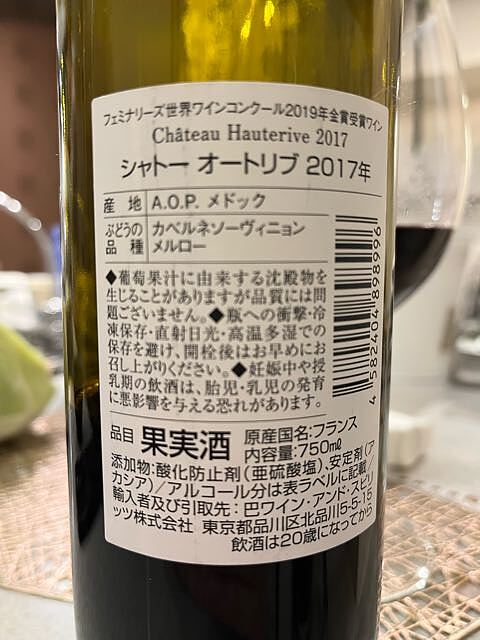 フェミナリーズ世界ワインコンクール2019年金賞受賞ワイン
Château Hauterive 2017
シャトー オートリブ 2017年
産 地 A.O.P. メドック
ぶどうの品 種 カベルネソーヴィニョン
メルロー
◆葡萄果汁に由来する沈殿物を
生じることがありますが品質には問
題ございません。◆瓶への衝撃・冷
凍保存・直射日光・高温多湿での
保存を避け、開栓後はお早めにお
召し上がりください。◆妊娠中や授
乳期の飲酒は、胎児・乳児の発育
に悪影響を与える恐れがあります。
4 582404 898996
品目 果実酒 原産国名:フランス
内容量:750㎖
添加物:酸化防止剤(亜硫酸塩)、安定剤(ア
カシア)/アルコール分は表ラベルに記載/
輸入者及び引取先:巴ワイン・アンド・スピリ
ッツ株式会社 東京都品川区北品川5-5-15
飲酒は20歳になってから